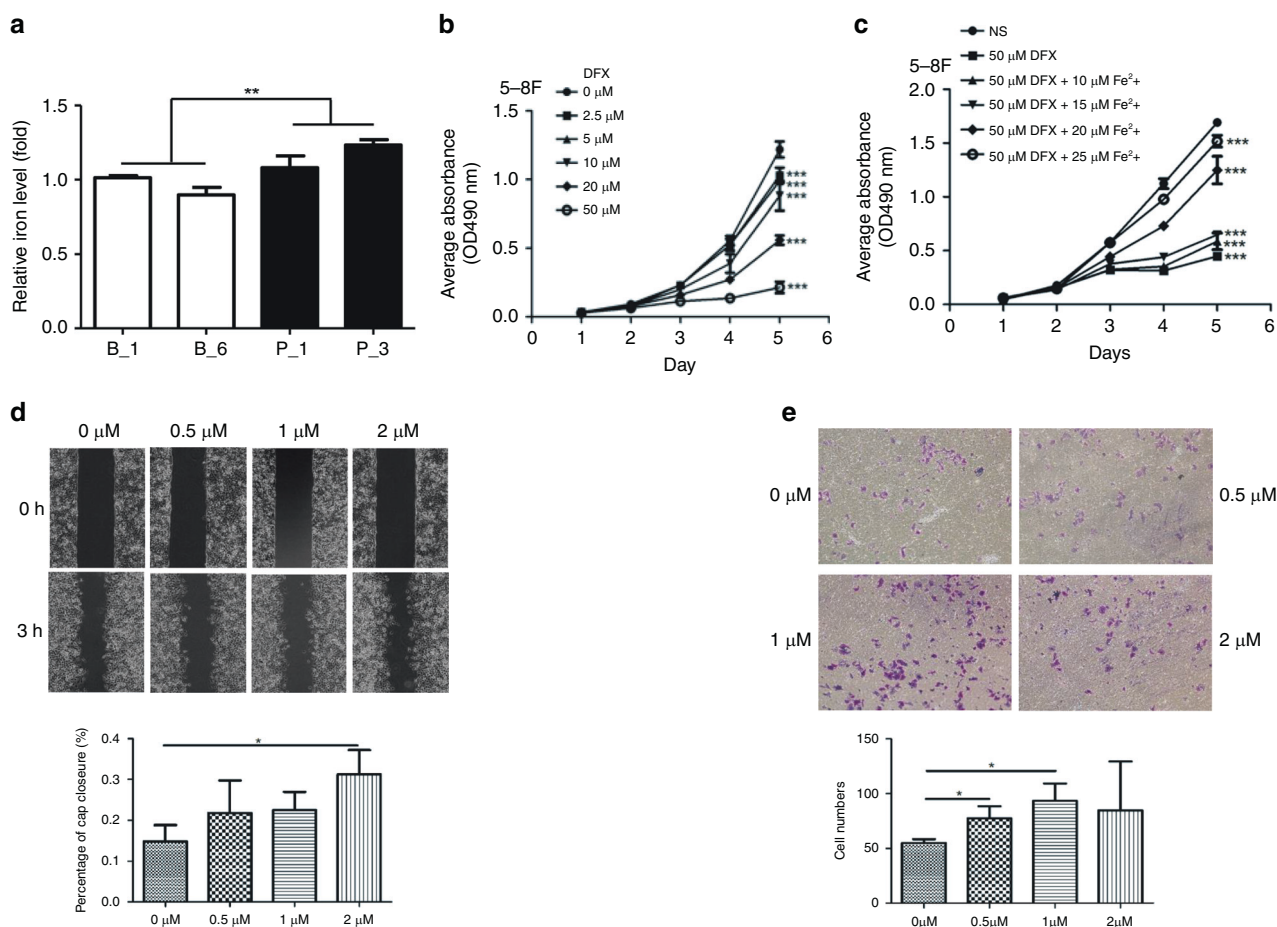 a
Relative iron level (fold)
1.5
1.0
0.5
0.0
**
B_1
B_6
P_1
P_3
b
5–8F
DFX
0 μM
2.5 μM
5 μM
10 μM
20 μM
50 μM
Average absorbance
(OD490 nm)
1.5
1.0
0.5
0.0
***
***
***
***
***
0
1
2
3
4
5
6
Day
c
NS
50 μM DFX
50 μM DFX + 10 μM Fe²+
50 μM DFX + 15 μM Fe²+
50 μM DFX + 20 μM Fe²+
50 μM DFX + 25 μM Fe²+
5–8F
Average absorbance
(OD490 nm)
2.0
1.5
1.0
0.5
0.0
***
***
***
***
***
0
1
2
3
4
5
6
Days
d
0 μM
0.5 μM
1 μM
2 μM
0 h
3 h
Percentage of cap closeure (%)
0.4
0.3
0.2
0.1
0.0
*
0 μM
0.5 μM
1 μM
2 μM
e
0 μM
0.5 μM
1 μM
2 μM
Cell numbers
150
100
50
0
*
*
0μM
0.5μM
1μM
2μM